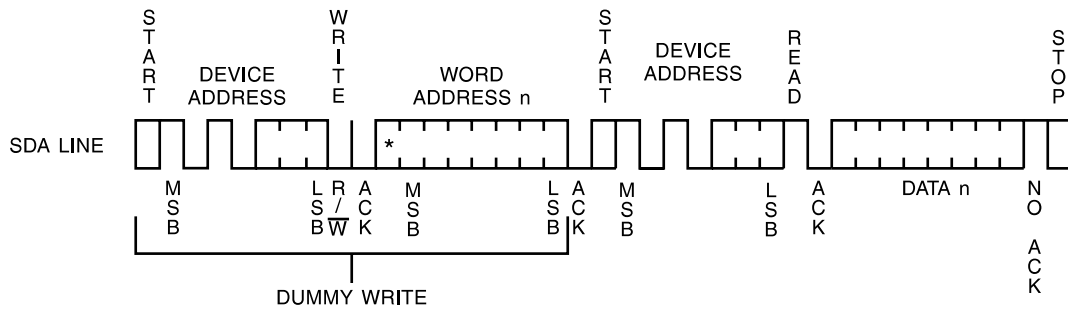 START
DEVICE
ADDRESS
WRITE
WORD
ADDRESS n
START
DEVICE
ADDRESS
READ
STOP
SDA LINE
*
MSB
LSB
R/W
ACK
MSB
LSB
ACK
MSB
LSB
ACK
DATA n
NO ACK
DUMMY WRITE